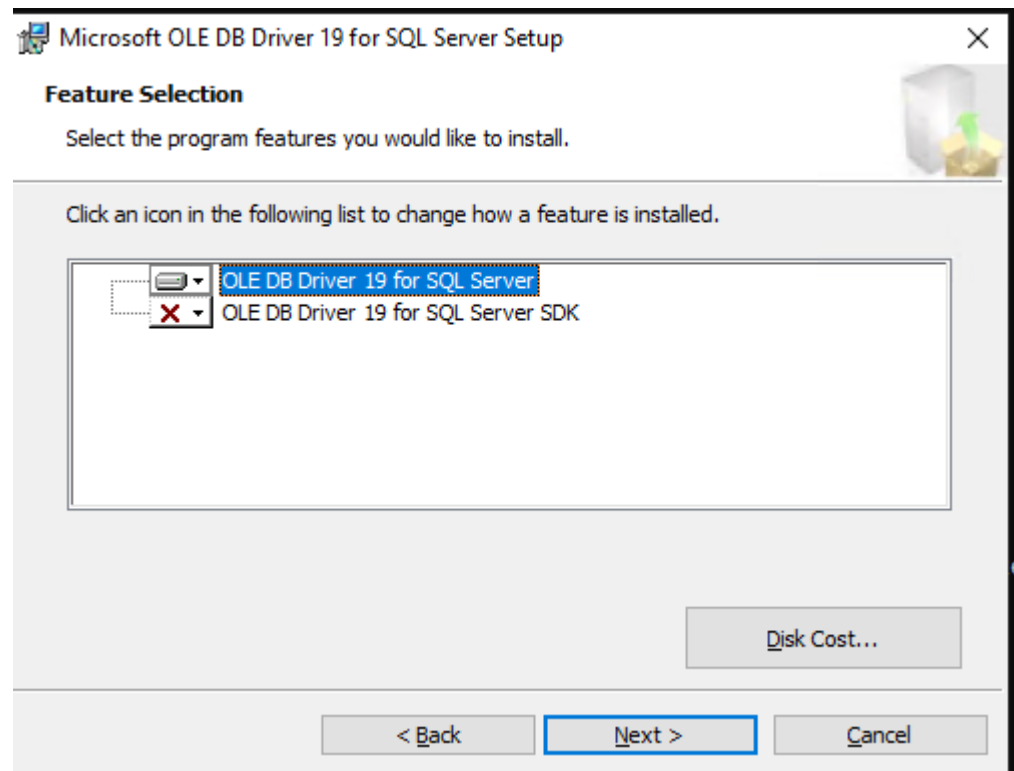 Microsoft OLE DB Driver 19 for SQL Server Setup
Feature Selection
Select the program features you would like to install.
Click an icon in the following list to change how a feature is installed.
OLE DB Driver 19 for SQL Server
OLE DB Driver 19 for SQL Server SDK
Disk Cost...
< Back
Next >
Cancel